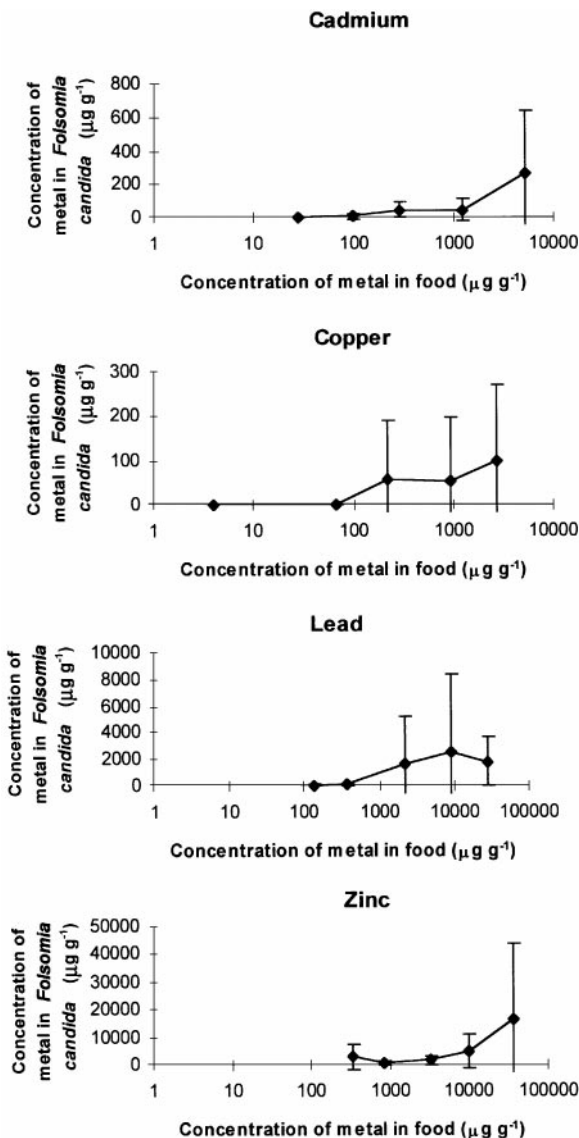 Cadmium
Concentration of
metal in Folsomia
candida (μg g-1)
800
600
400
200
0
1 10 100 1000 10000
Concentration of metal in food (μg g-1)
Copper
Concentration of
metal in Folsomia
candida (μg g-1)
300
200
100
0
1 10 100 1000 10000
Concentration of metal in food (μg g-1)
Lead
Concentration of
metal in Folsomia
candida (μg g-1)
10000
8000
6000
4000
2000
0
1 10 100 1000 10000 100000
Concentration of metal in food (μg g-1)
Zinc
Concentration of
metal in Folsomia
candida (μg g-1)
50000
40000
30000
20000
10000
0
1 10 100 1000 10000 100000
Concentration of metal in food (μg g-1)